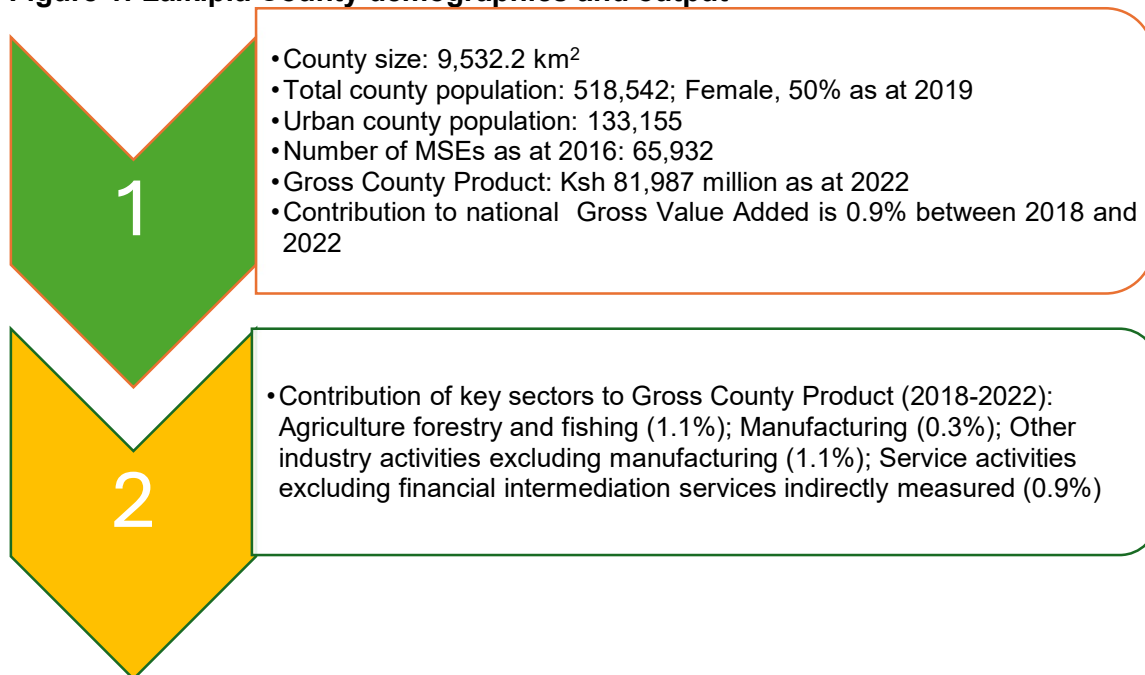 1
•County size: 9,532.2 km²
•Total county population: 518,542; Female, 50% as at 2019
•Urban county population: 133,155
•Number of MSEs as at 2016: 65,932
•Gross County Product: Ksh 81,987 million as at 2022
•Contribution to national Gross Value Added is 0.9% between 2018 and
2022
2
•Contribution of key sectors to Gross County Product (2018-2022):
Agriculture forestry and fishing (1.1%); Manufacturing (0.3%); Other
industry activities excluding manufacturing (1.1%); Service activities
excluding financial intermediation services indirectly measured (0.9%)